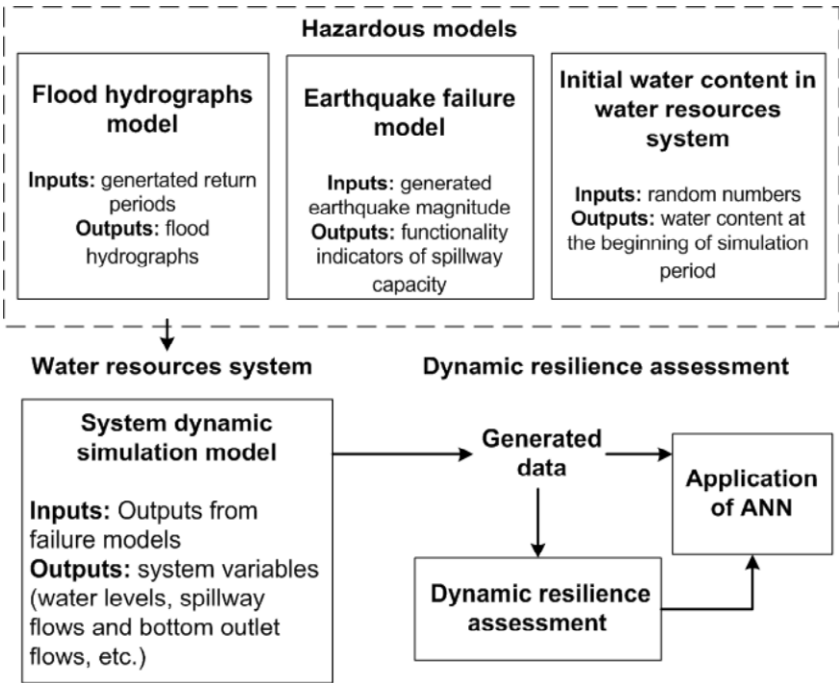 Hazardous models
Flood hydrographs
model
Inputs: genertated return
periods
Outputs: flood
hydrographs
Earthquake failure
model
Inputs: generated
earthquake magnitude
Outputs: functionality
indicators of spillway
capacity
Initial water content in
water resources
system
Inputs: random numbers
Outputs: water content at
the beginning of simulation
period
Water resources system
System dynamic
simulation model
Inputs: Outputs from
failure models
Outputs: system variables
(water levels, spillway
flows and bottom outlet
flows, etc.)
Dynamic resilience assessment
Generated
data
Application
of ANN
Dynamic resilience
assessment